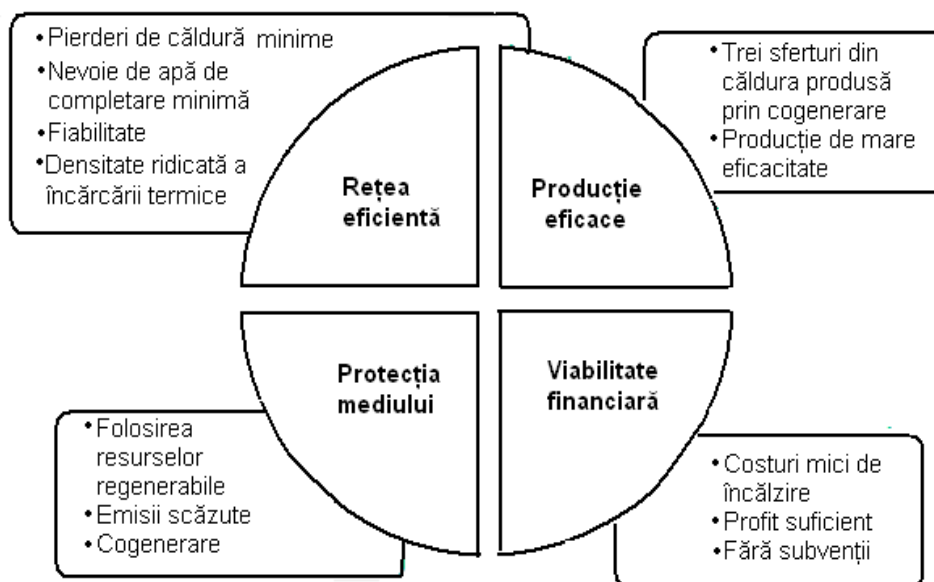 •Pierderi de căldură minime
•Nevoie de apă de
completare minimă
•Fiabilitate
•Densitate ridicată a
încărcării termice
•Trei sferturi din
căldura produsă
prin cogenerare
•Producție de mare
eficacitate
Rețea
eficientă
Producție
eficace
Protecția
mediului
Viabilitate
financiară
•Folosirea
resurselor
regenerabile
•Emisii scăzute
•Cogenerare
•Costuri mici de
încălzire
•Profit suficient
•Fără subvenții